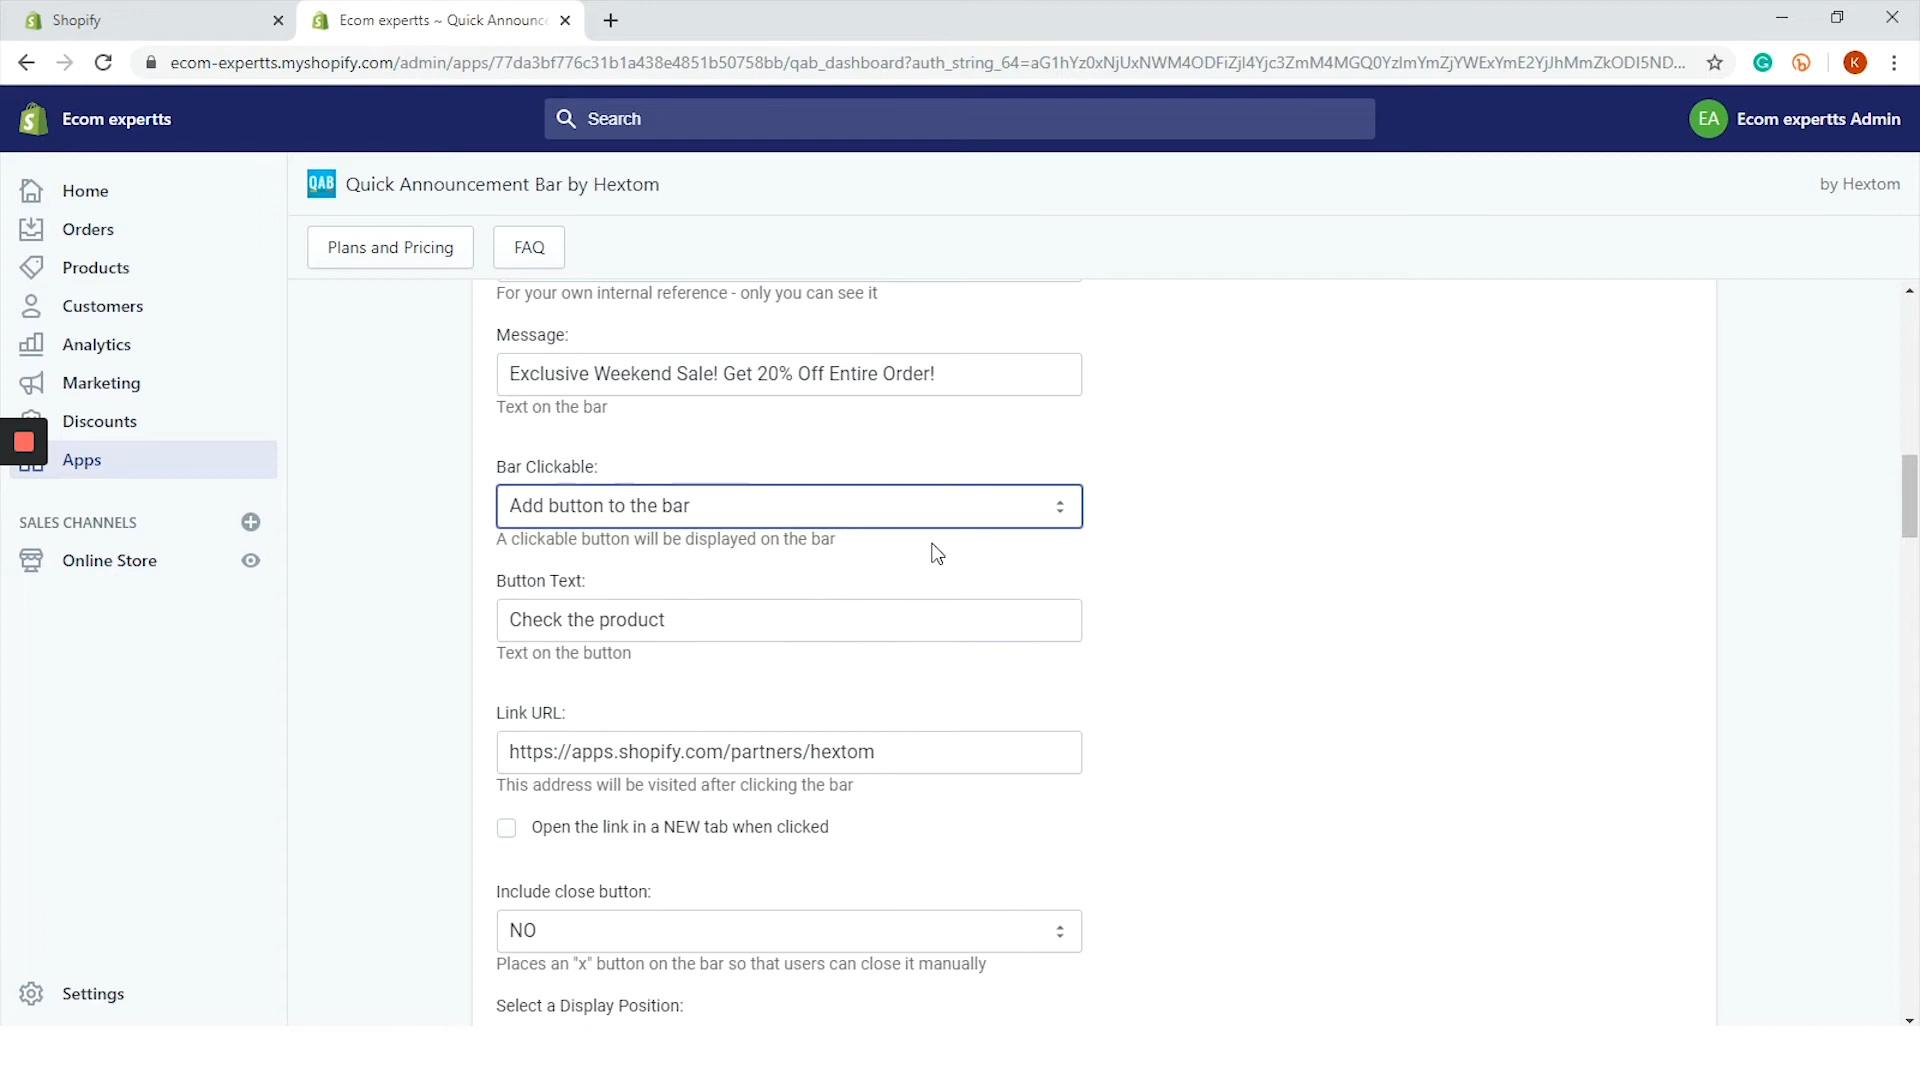 Shopify
Ecom expertts ~ Quick Announce
ecom-expertts.myshopify.com/admin/apps/77da3bf776c31b1a438e4851b50758bb/qab_dashboard?auth_string_64=aG1hYz0xNjUxNWM4ODFiZjI4Yjc3ZmM4MGQ0YzImYmZjYWExYmE2YjJhMmZkODI5ND...
K
Ecom expertts
Search
EA
Ecom expertts Admin
Home
Orders
Products
Customers
Analytics
Marketing
Discounts
Apps
SALES CHANNELS
Online Store
Settings
QAB
Quick Announcement Bar by Hextom
by Hextom
Plans and Pricing
FAQ
For your own internal reference - only you can see it
Message:
Exclusive Weekend Sale! Get 20% Off Entire Order!
Text on the bar
Bar Clickable:
Add button to the bar
A clickable button will be displayed on the bar
Button Text:
Check the product
Text on the button
Link URL:
https://apps.shopify.com/partners/hextom
This address will be visited after clicking the bar
Open the link in a NEW tab when clicked
Include close button:
NO
Places an "x" button on the bar so that users can close it manually
Select a Display Position: